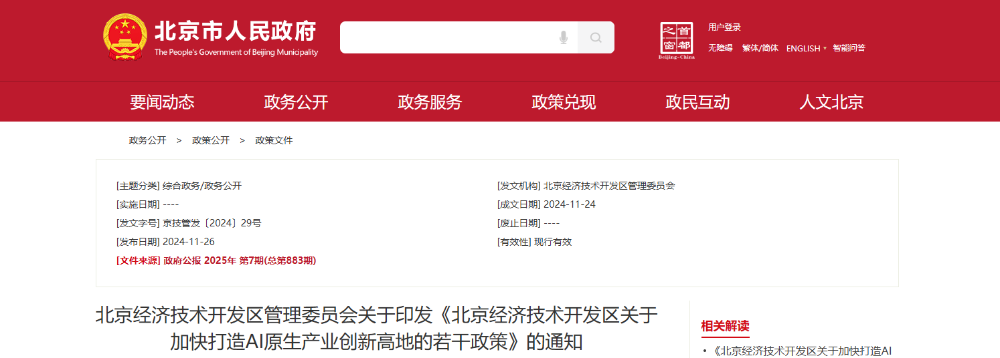 北京市人民政府
The People's Government of Beijing Municipality
首都之窗
Beijing-China
用户登录
无障碍 繁体/简体 ENGLISH 智能问答
要闻动态 政务公开 政务服务 政策兑现 政民互动 人文北京
政务公开 > 政策公开 > 政策文件
[主题分类] 综合政务/政务公开
[发文机构] 北京经济技术开发区管理委员会
[实施日期] ----
[成文日期] 2024-11-24
[发文字号] 京技管发〔2024〕29号
[废止日期] ----
[发布日期] 2024-11-26
[有效性] 现行有效
[文件来源] 政府公报 2025年 第7期(总第883期)
北京经济技术开发区管理委员会关于印发《北京经济技术开发区关于
加快打造AI原生产业创新高地的若干政策》的通知
相关解读
·《北京经济技术开发区关于加快打造AI